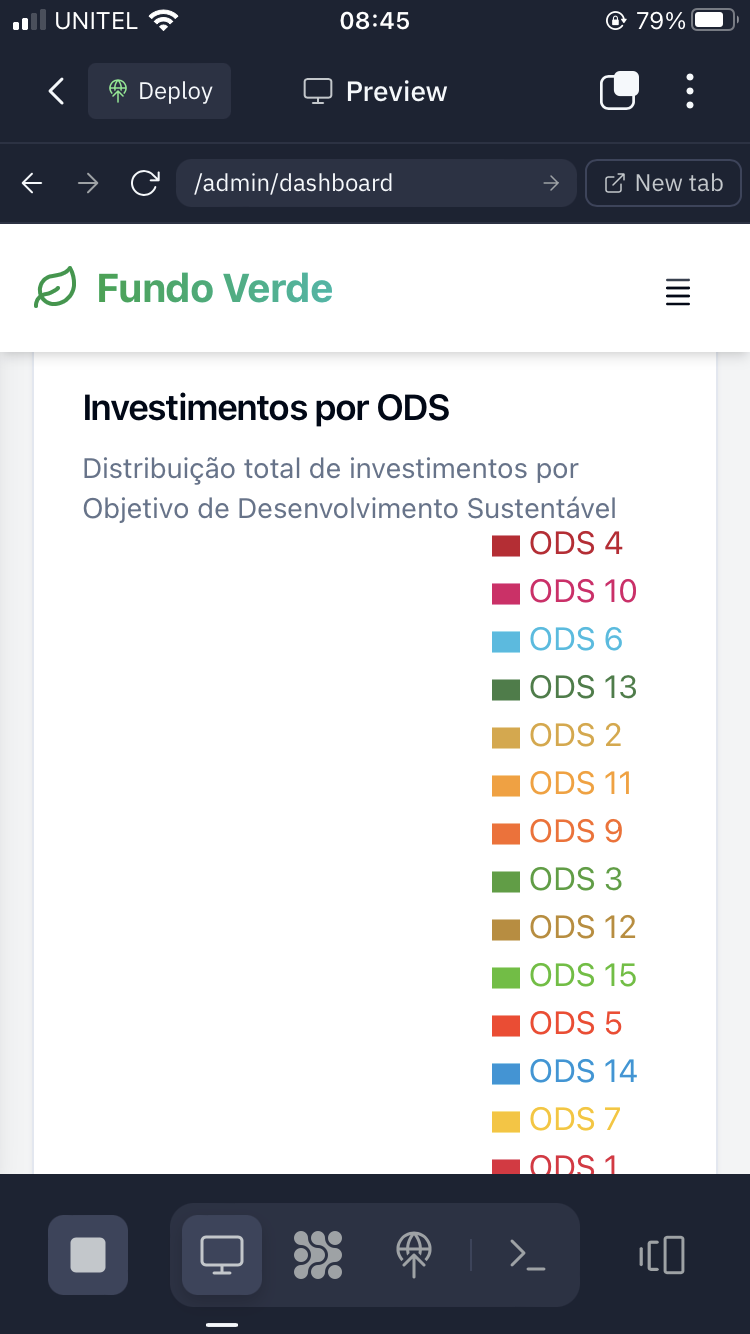 UNITEL 08:45 79%
Deploy Preview
/admin/dashboard New tab
Fundo Verde
Investimentos por ODS
Distribuição total de investimentos por
Objetivo de Desenvolvimento Sustentável
ODS 4
ODS 10
ODS 6
ODS 13
ODS 2
ODS 11
ODS 9
ODS 3
ODS 12
ODS 15
ODS 5
ODS 14
ODS 7
ODS 1